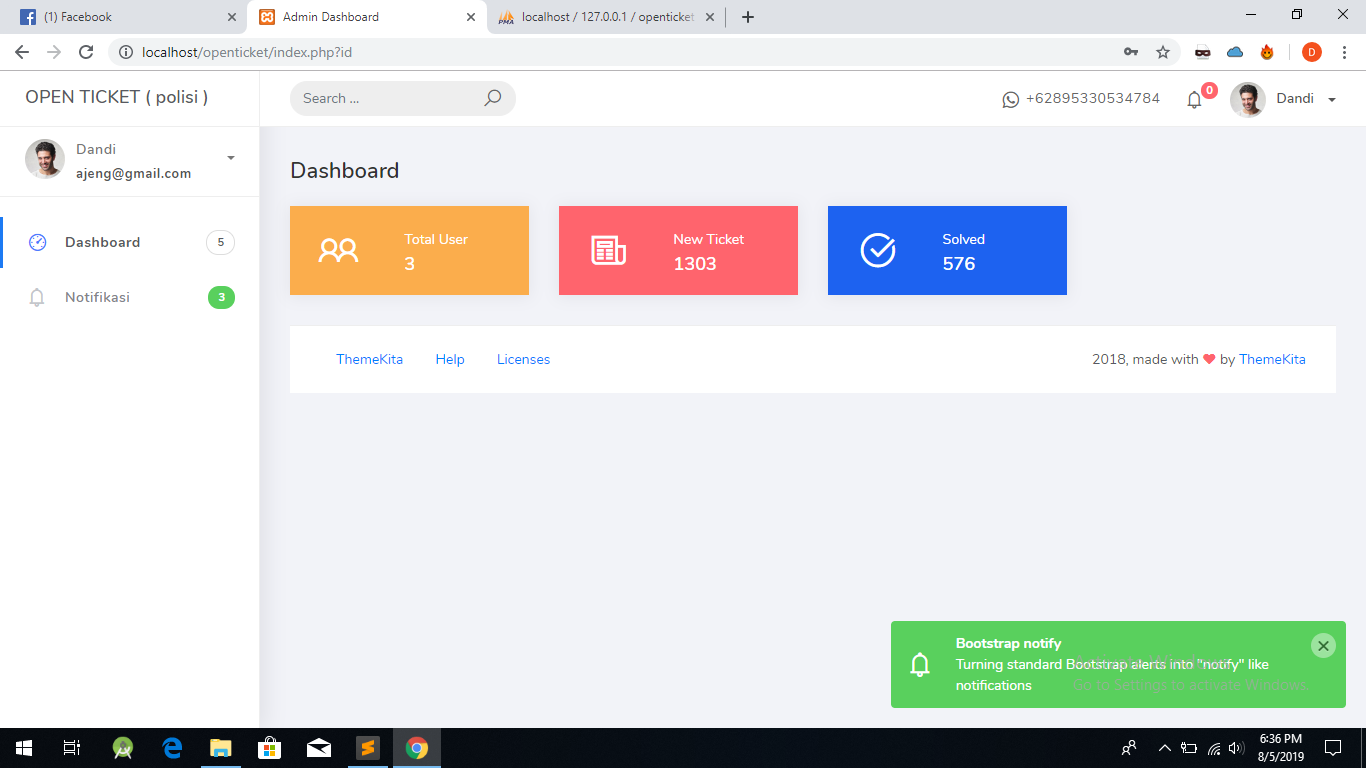 (1) Facebook
Admin Dashboard
localhost / 127.0.0.1 / openticket
localhost/openticket/index.php?id
D
OPEN TICKET ( polisi )
Search ...
+62895330534784
0
Dandi
Dandi
ajeng@gmail.com
Dashboard
5
Notifikasi
3
Dashboard
Total User
3
New Ticket
1303
Solved
576
ThemeKita
Help
Licenses
2018, made with ❤ by ThemeKita
Bootstrap notify
Turning standard Bootstrap alerts into "notify" like
notifications
Activate Windows
Go to Settings to activate Windows.
6:36 PM
8/5/2019